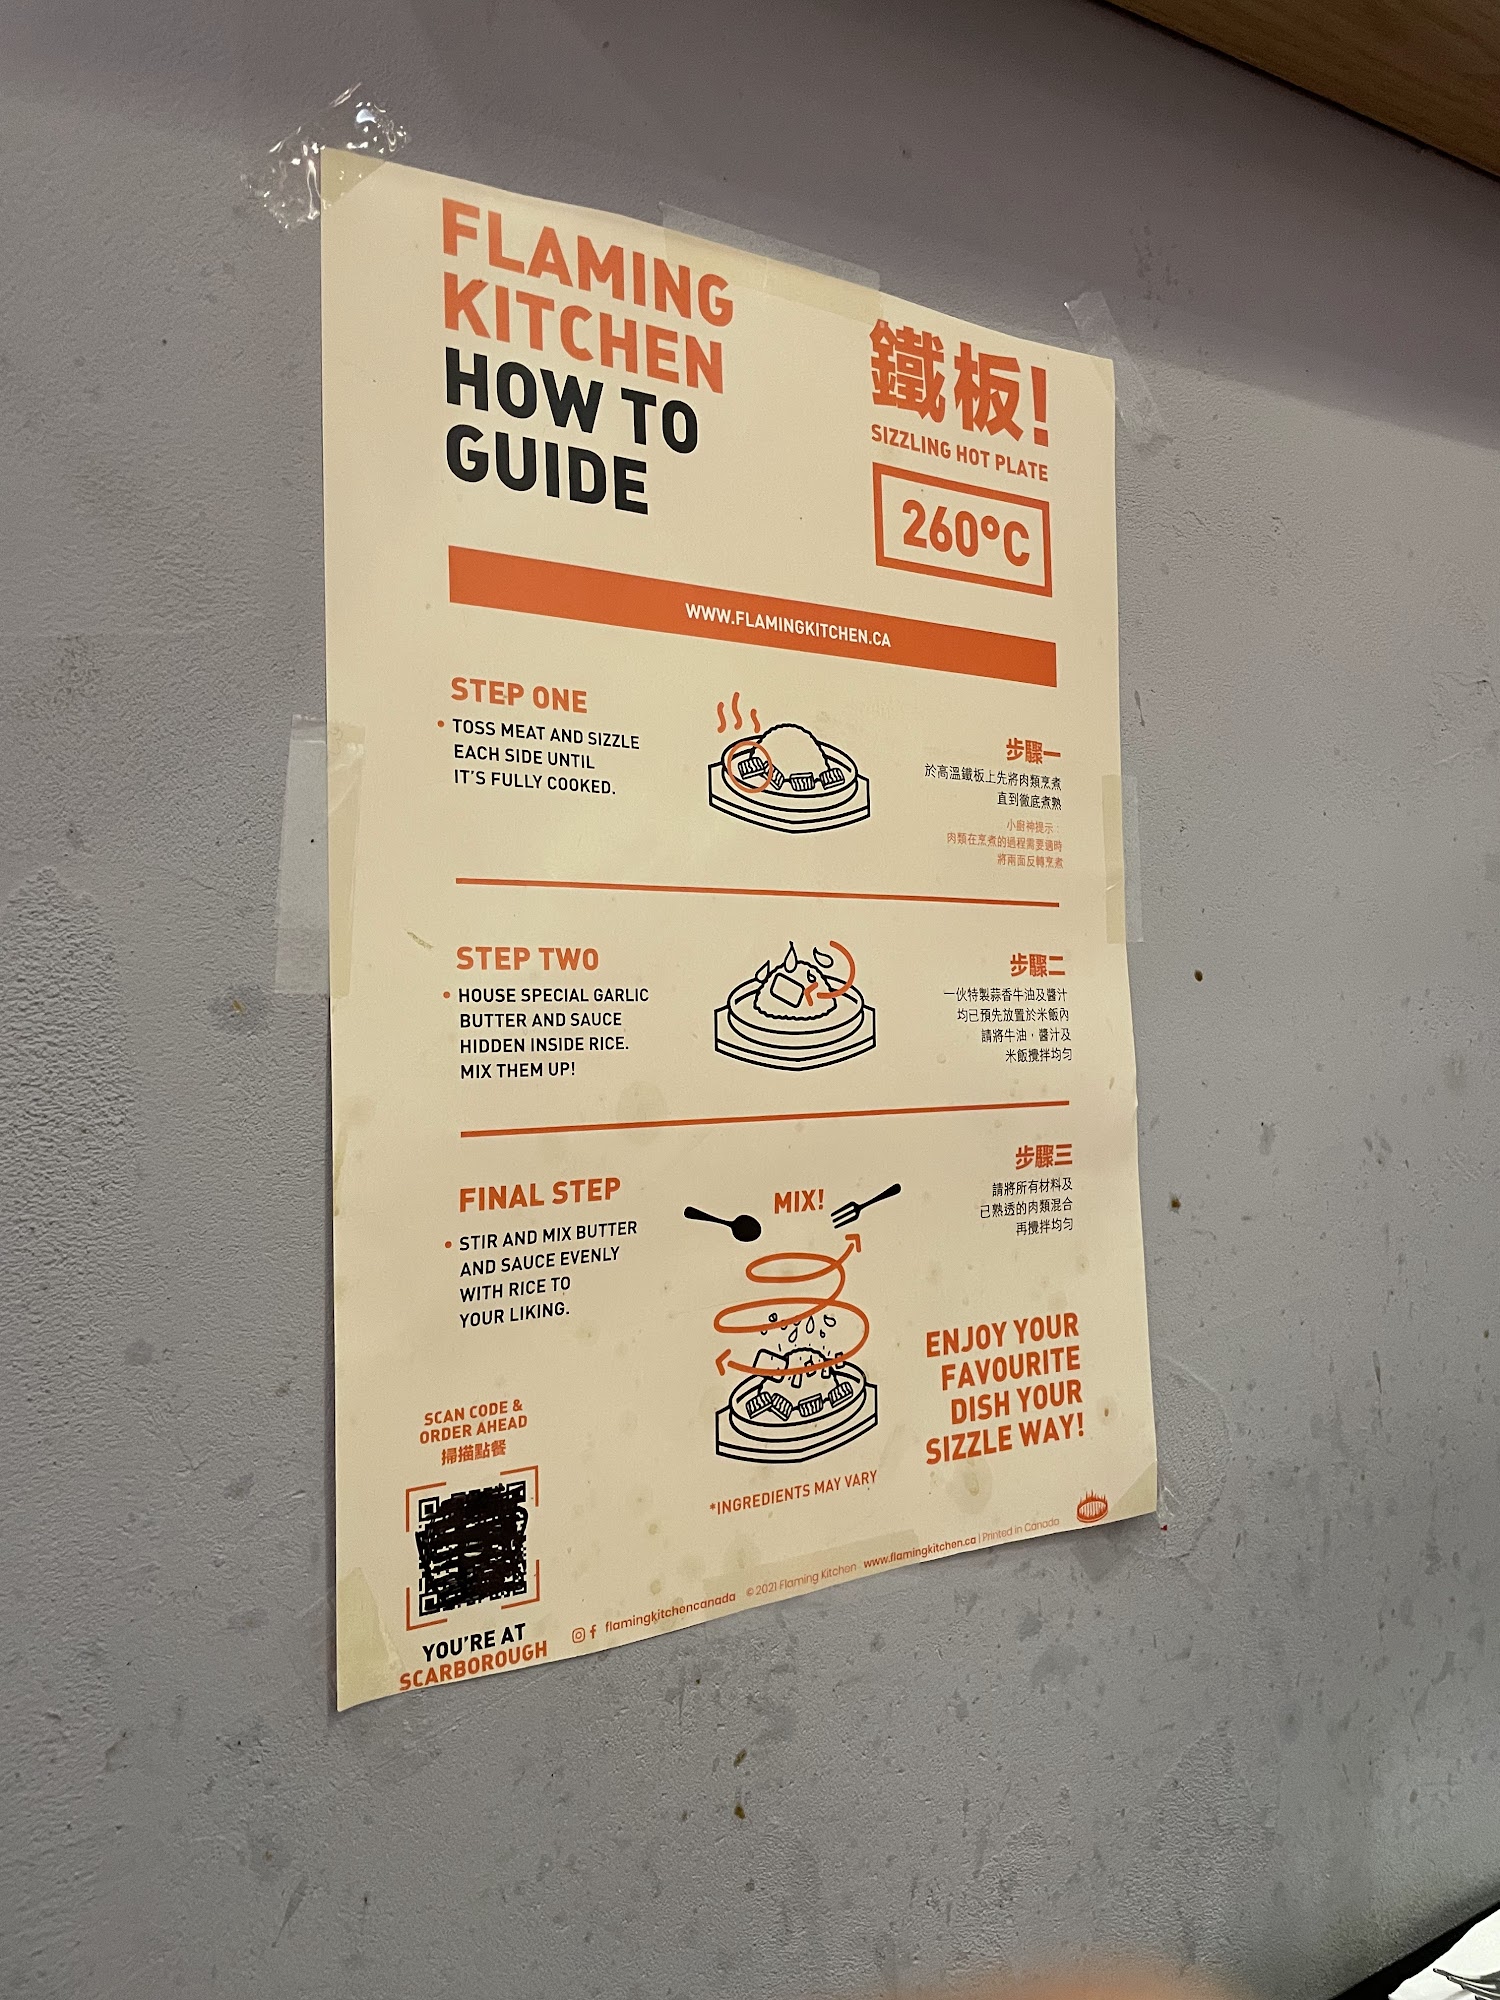 FLAMING
KITCHEN
HOW TO
GUIDE
鐵板!
SIZZLING HOT PLATE
260°C
WWW.FLAMINGKITCHEN.CA
STEP ONE
• TOSS MEAT AND SIZZLE
EACH SIDE UNTIL
IT'S FULLY COOKED.
步驟一
於高溫鐵板上先將肉類烹煮
直到徹底煮熟
小廚神提示：
肉類在烹煮的過程需要適時
將兩面反轉烹煮
STEP TWO
• HOUSE SPECIAL GARLIC
BUTTER AND SAUCE
HIDDEN INSIDE RICE.
MIX THEM UP!
步驟二
一伙特製蒜香牛油及醬汁
均已預先放置於米飯內
請將牛油，醬汁及
米飯攪拌均勻
FINAL STEP
• STIR AND MIX BUTTER
AND SAUCE EVENLY
WITH RICE TO
YOUR LIKING.
MIX!
步驟三
請將所有材料及
已熟透的肉類混合
再攪拌均勻
ENJOY YOUR
FAVOURITE
DISH YOUR
SIZZLE WAY!
*INGREDIENTS MAY VARY
SCAN CODE &
ORDER AHEAD
掃描點餐
YOU'RE AT
SCARBOROUGH
flamingkitchencanada © 2021 Flaming Kitchen www.flamingkitchen.ca | Printed in Canada